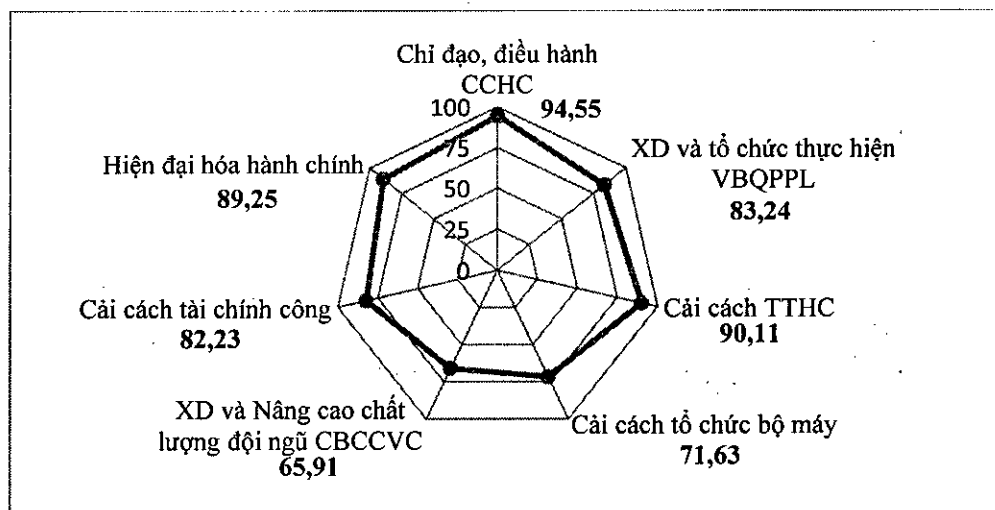 Chỉ đạo, điều hành
CCHC
94,55
XD và tổ chức thực hiện
VBQPPL
83,24
Cải cách TTHC
90,11
Cải cách tổ chức bộ máy
71,63
XD và Nâng cao chất
lượng đội ngũ CBCCVC
65,91
Cải cách tài chính công
82,23
Hiện đại hóa hành chính
89,25
100
75
50
25
0